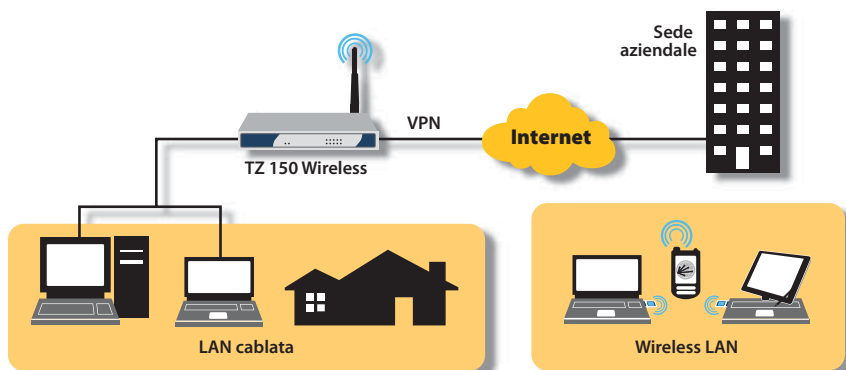 Sede
aziendale
VPN
Internet
TZ 150 Wireless
LAN cablata
Wireless LAN